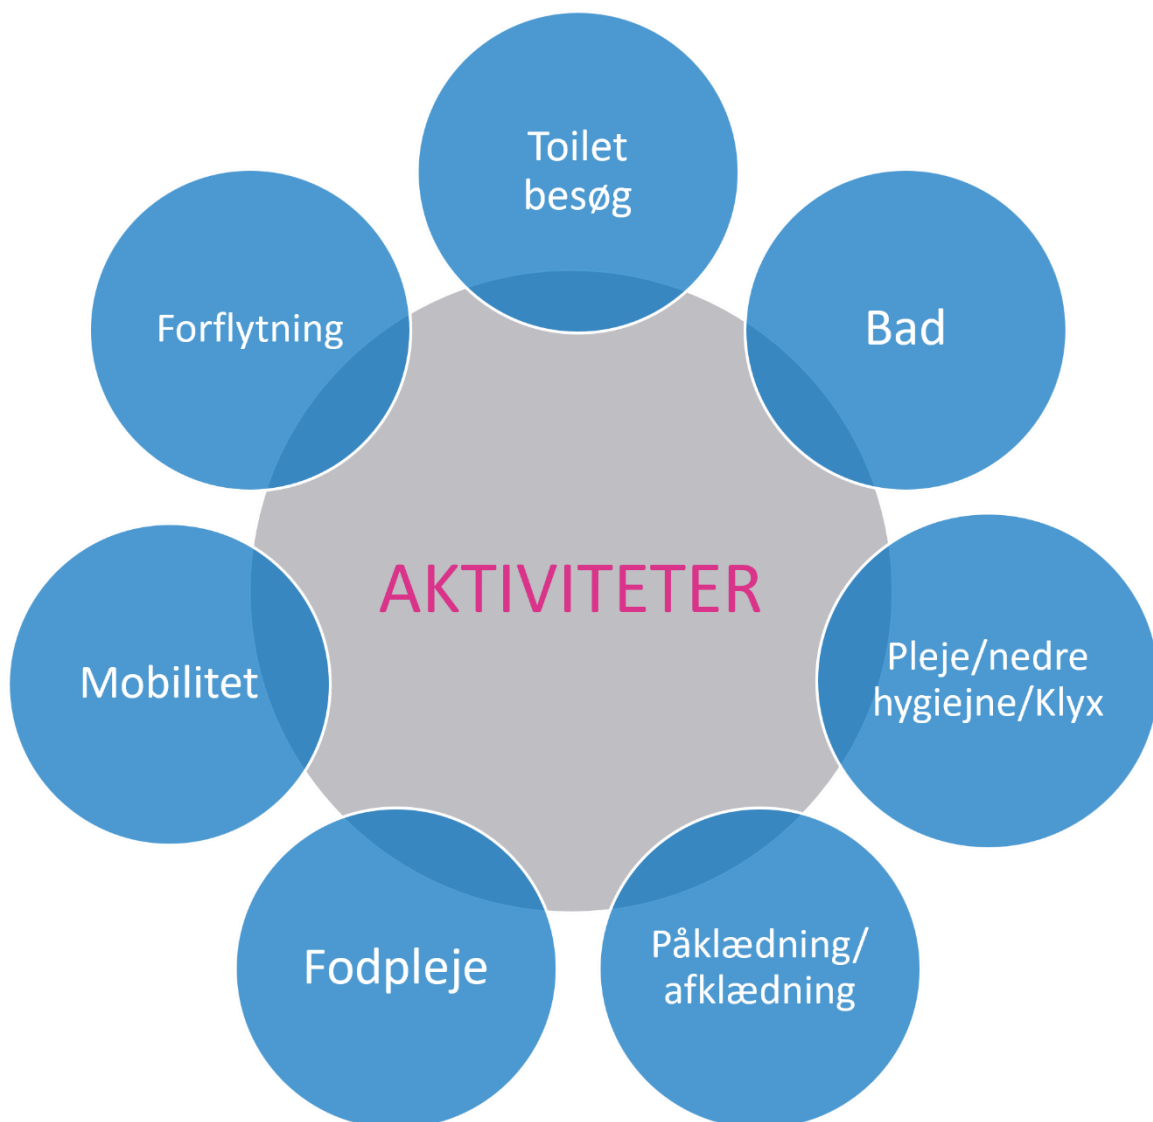 Toilet
besøg
Bad
Forflytning
AKTIVITETER
Pleje/nedre
hygiejne/Klyx
Mobilitet
Påklædning/
afklædning
Fodpleje